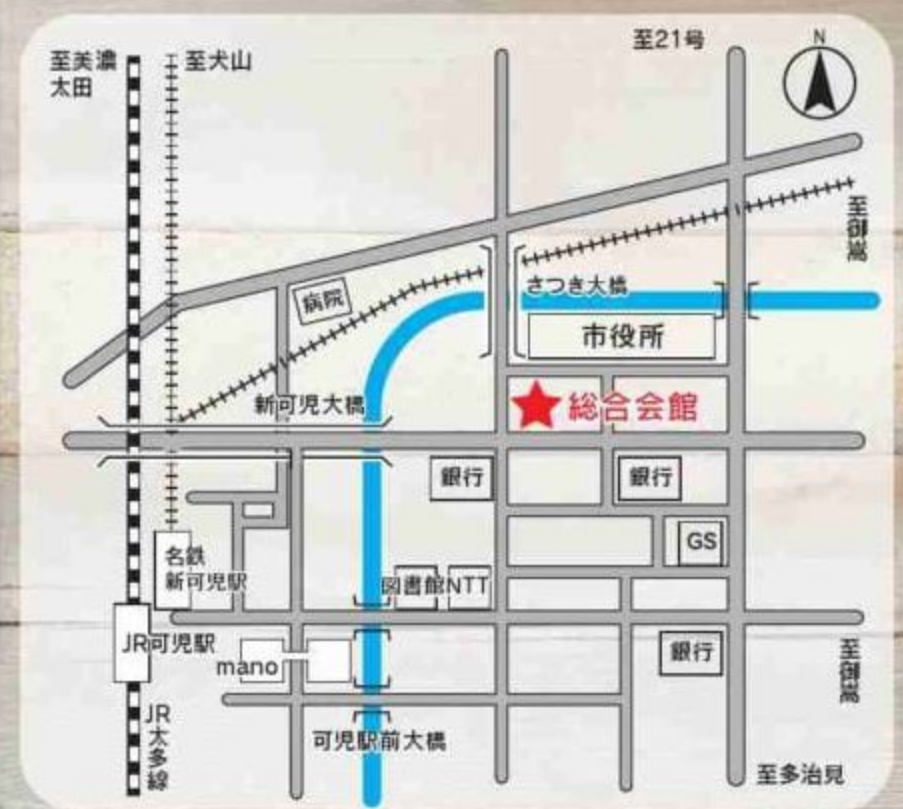 至美濃
太田
至犬山
至21号
N
至御嵩
病院
さつき大橋
市役所
新可児大橋
総合会館
銀行
銀行
GS
名鉄
新可児駅
図書館
NTT
JR可児駅
mano
銀行
至御嵩
JR太多線
可児駅前大橋
至多治見